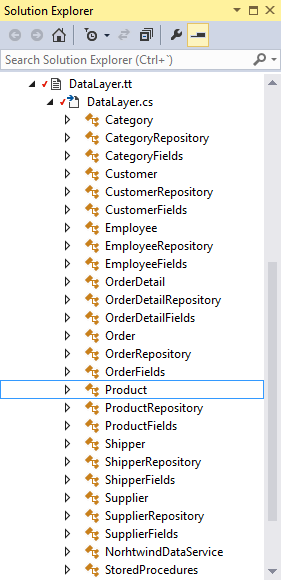 Solution Explorer
Search Solution Explorer (Ctrl+`)
DataLayer.tt
DataLayer.cs
Category
CategoryRepository
CategoryFields
Customer
CustomerRepository
CustomerFields
Employee
EmployeeRepository
EmployeeFields
OrderDetail
OrderDetailRepository
OrderDetailFields
Order
OrderRepository
OrderFields
Product
ProductRepository
ProductFields
Shipper
ShipperRepository
ShipperFields
Supplier
SupplierRepository
SupplierFields
NorhtwindDataService
StoredProcedures